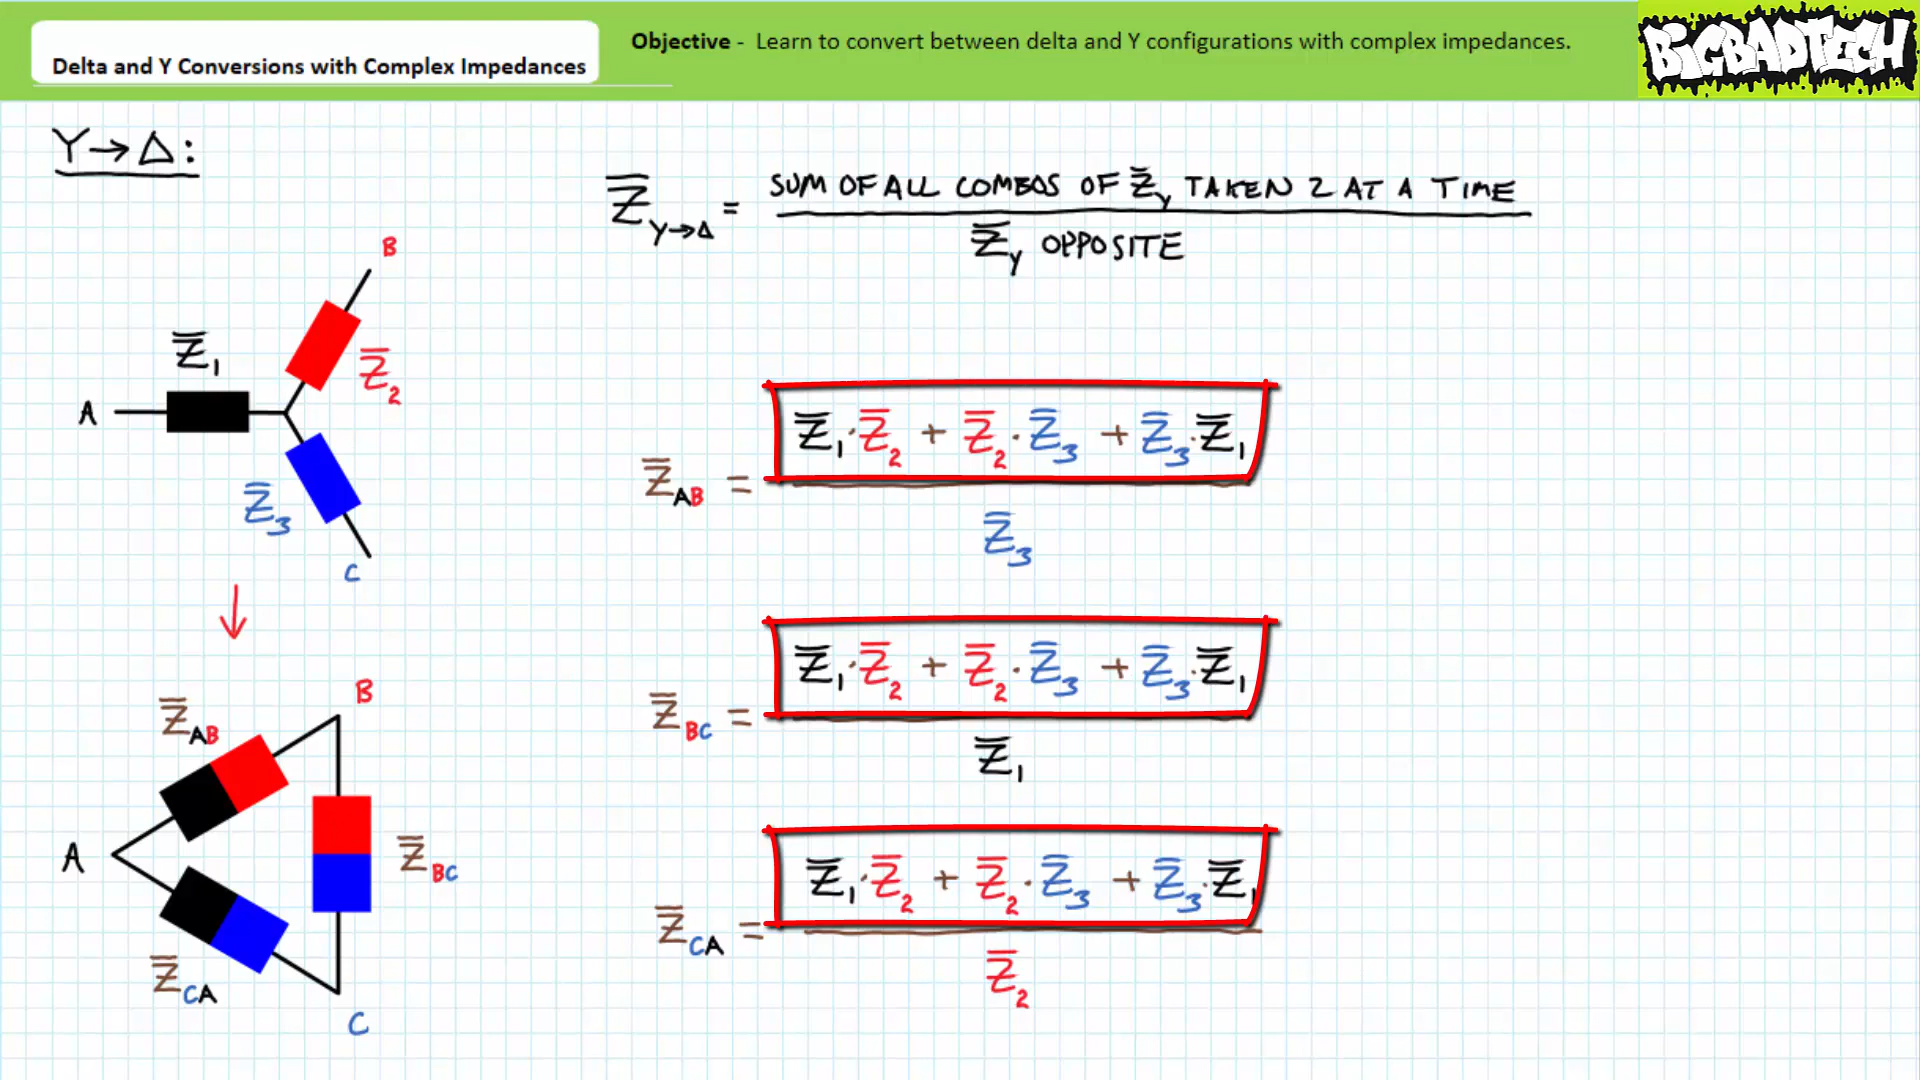 Delta and Y Conversions with Complex Impedances
Objective - Learn to convert between delta and Y configurations with complex impedances.
BIGBADTECH
Y→Δ:
Z̅Y→Δ = SUM OF ALL COMBOS OF Z̅Y TAKEN 2 AT A TIME
Z̅Y OPPOSITE
B
Z̅1
Z̅2
A
Z̅3
C
Z̅1·Z̅2 + Z̅2·Z̅3 + Z̅3·Z̅1
Z̅AB =
Z̅3
Z̅1·Z̅2 + Z̅2·Z̅3 + Z̅3·Z̅1
Z̅BC =
Z̅1
Z̅1·Z̅2 + Z̅2·Z̅3 + Z̅3·Z̅1
Z̅CA =
Z̅2
B
Z̅AB
A
Z̅BC
Z̅CA
C